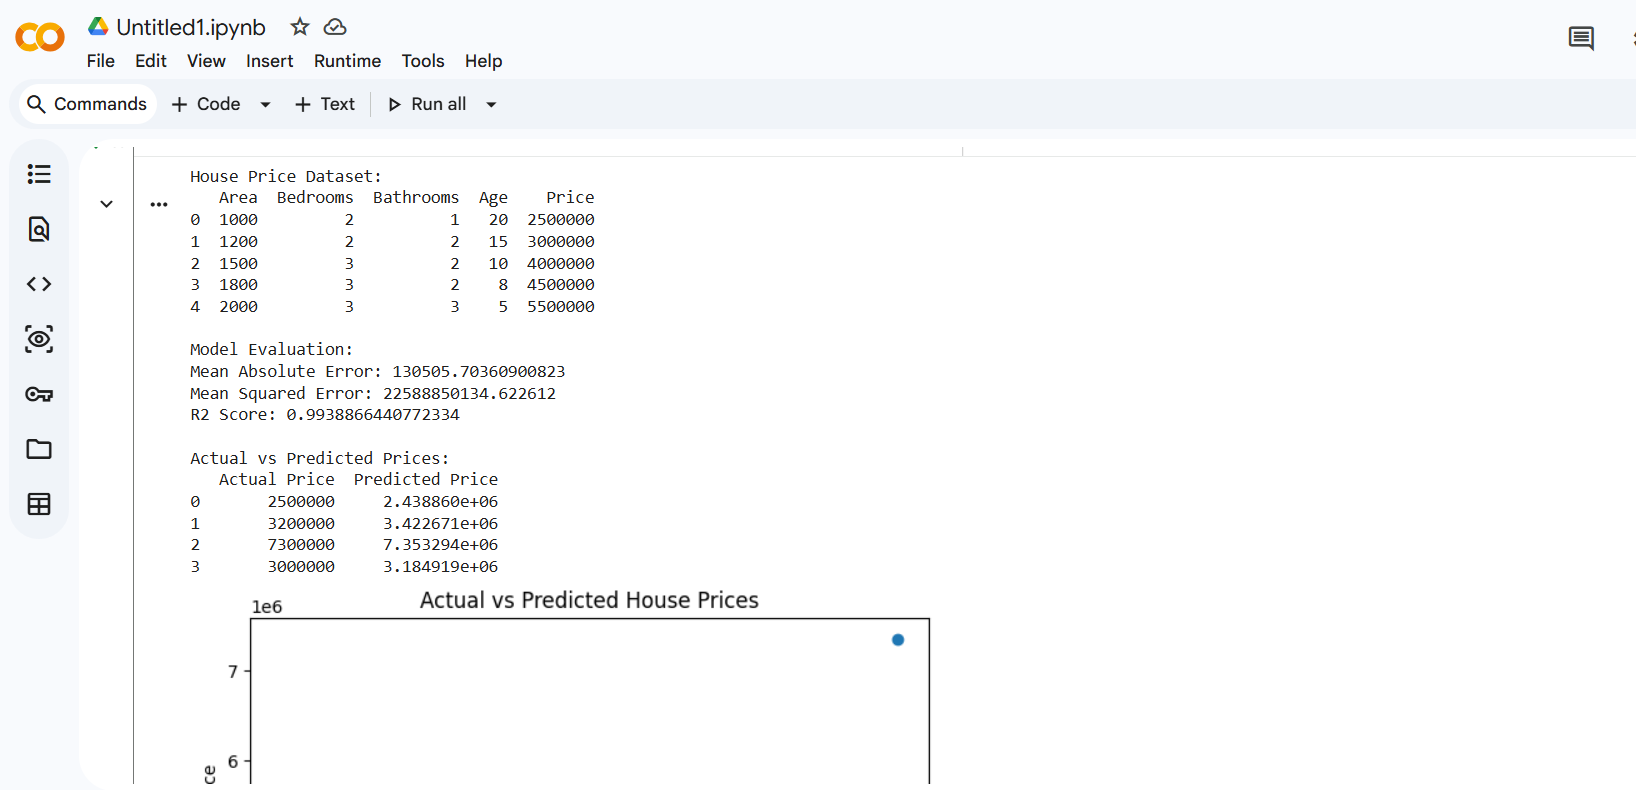 Untitled1.ipynb
File Edit View Insert Runtime Tools Help
Commands + Code + Text Run all
House Price Dataset:
Area Bedrooms Bathrooms Age Price
0 1000 2 1 20 2500000
1 1200 2 2 15 3000000
2 1500 3 2 10 4000000
3 1800 3 2 8 4500000
4 2000 3 3 5 5500000
Model Evaluation:
Mean Absolute Error: 130505.70360900823
Mean Squared Error: 22588850134.622612
R2 Score: 0.9938866440772334
Actual vs Predicted Prices:
Actual Price Predicted Price
0 2500000 2.438860e+06
1 3200000 3.422671e+06
2 7300000 7.353294e+06
3 3000000 3.184919e+06
Actual vs Predicted House Prices
1e6
7
6
ce